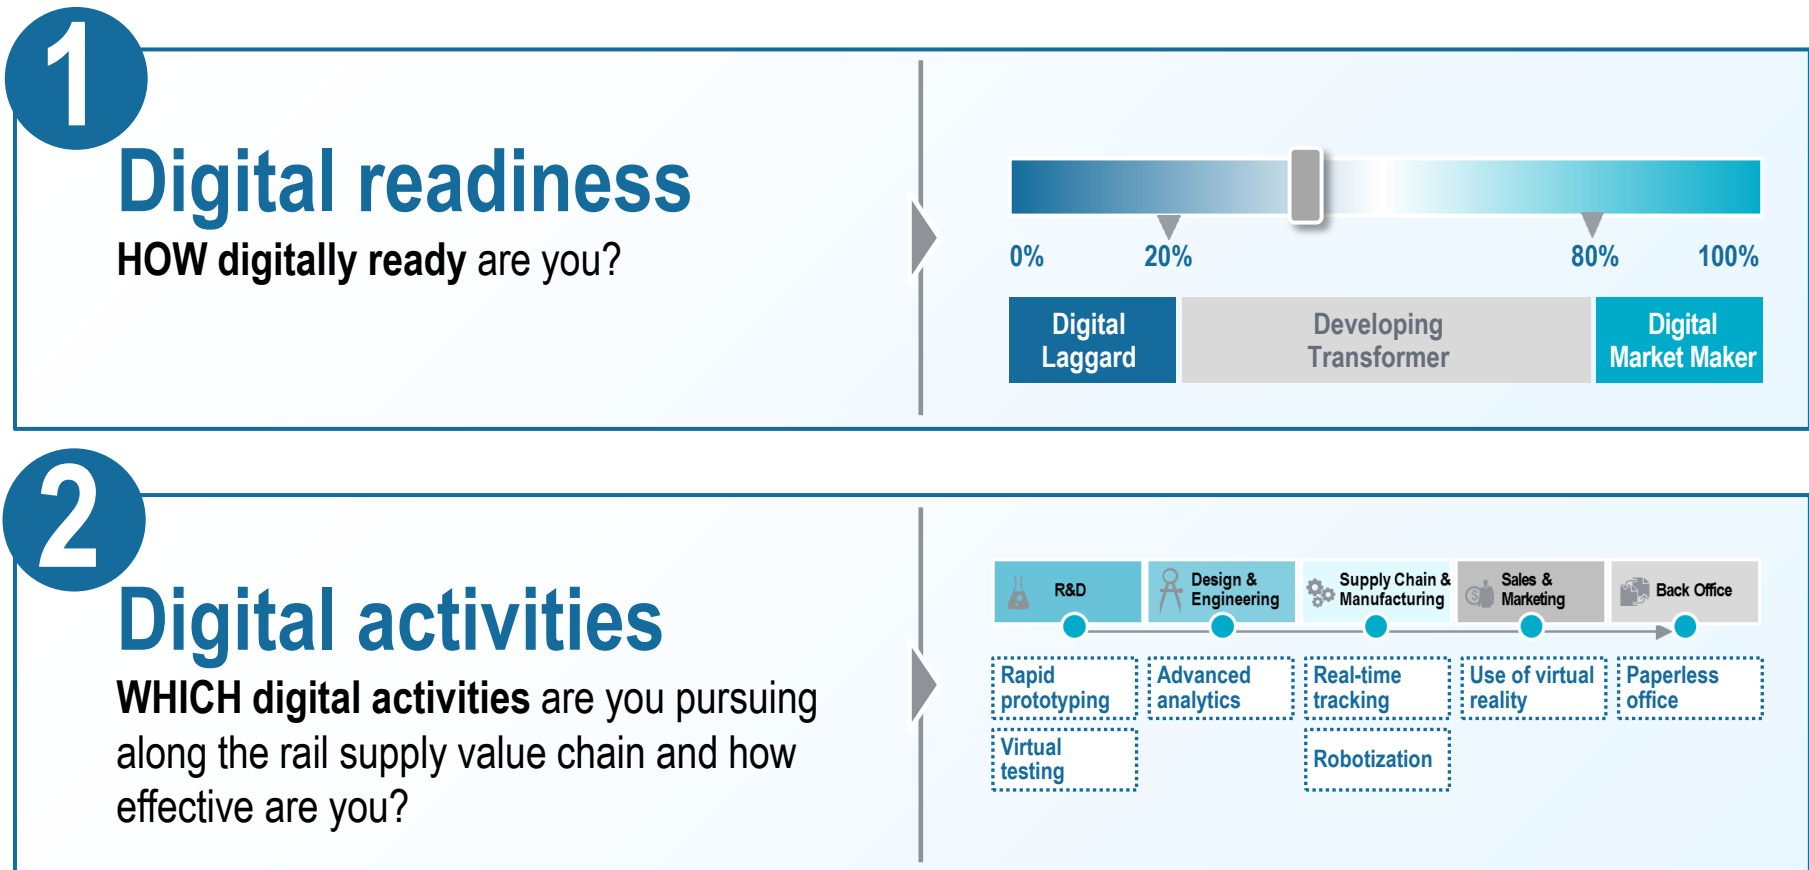 1
Digital readiness
HOW digitally ready are you?
0% 20% 80% 100%
Digital
Laggard
Developing
Transformer
Digital
Market Maker
2
Digital activities
WHICH digital activities are you pursuing
along the rail supply value chain and how
effective are you?
R&D
Design &
Engineering
Supply Chain &
Manufacturing
$
Sales &
Marketing
Back Office
Rapid
prototyping
Virtual
testing
Advanced
analytics
Real-time
tracking
Robotization
Use of virtual
reality
Paperless
office